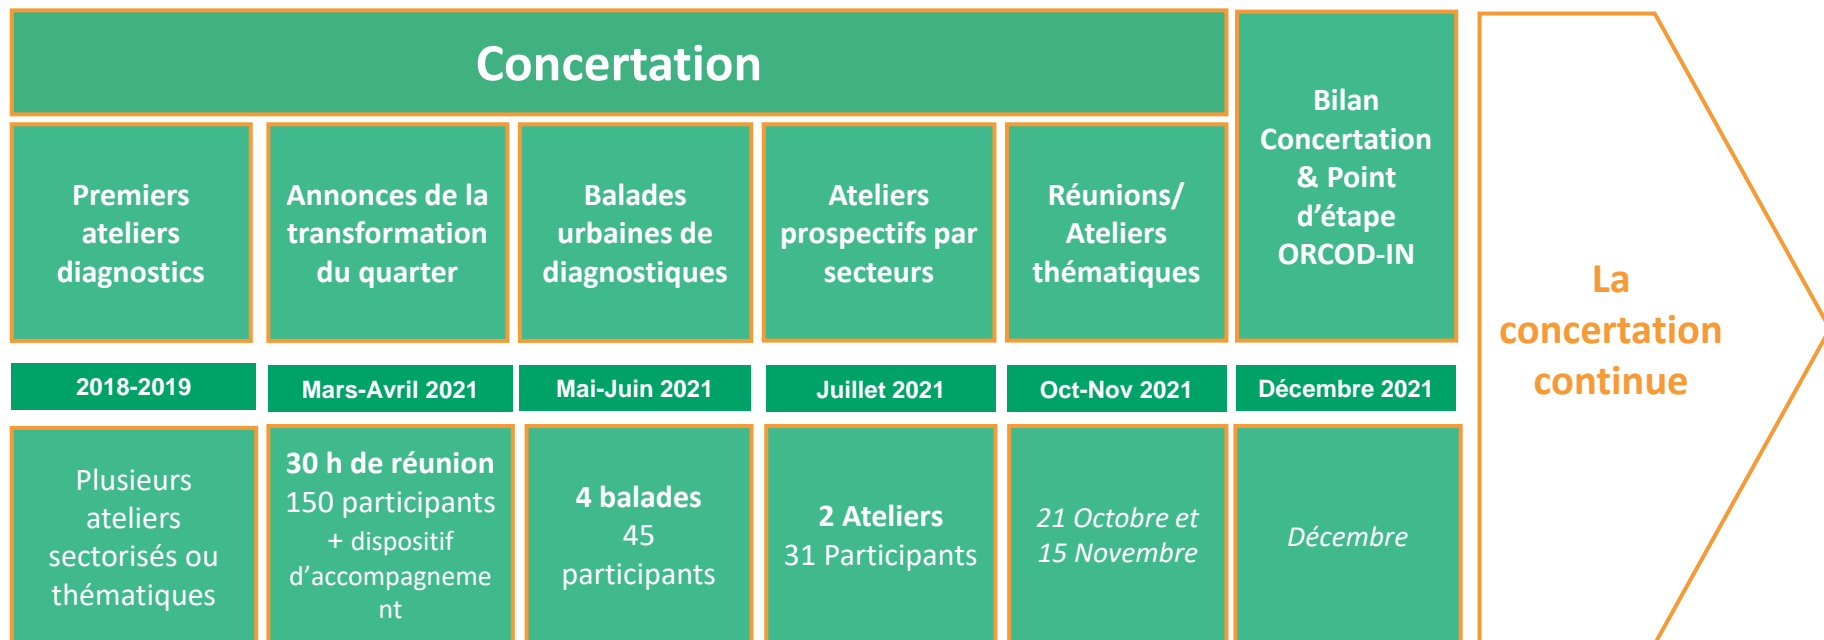 Concertation
Premiers
ateliers
diagnostics
Annonces de la
transformation
du quarter
Balades
urbaines de
diagnostiques
Ateliers
prospectifs par
secteurs
Réunions/
Ateliers
thématiques
Bilan
Concertation
& Point
d’étape
ORCOD-IN
2018-2019
Mars-Avril 2021
Mai-Juin 2021
Juillet 2021
Oct-Nov 2021
Décembre 2021
Plusieurs
ateliers
sectorisés ou
thématiques
30 h de réunion
150 participants
+ dispositif
d’accompagneme
nt
4 balades
45
participants
2 Ateliers
31 Participants
21 Octobre et
15 Novembre
Décembre
La
concertation
continue